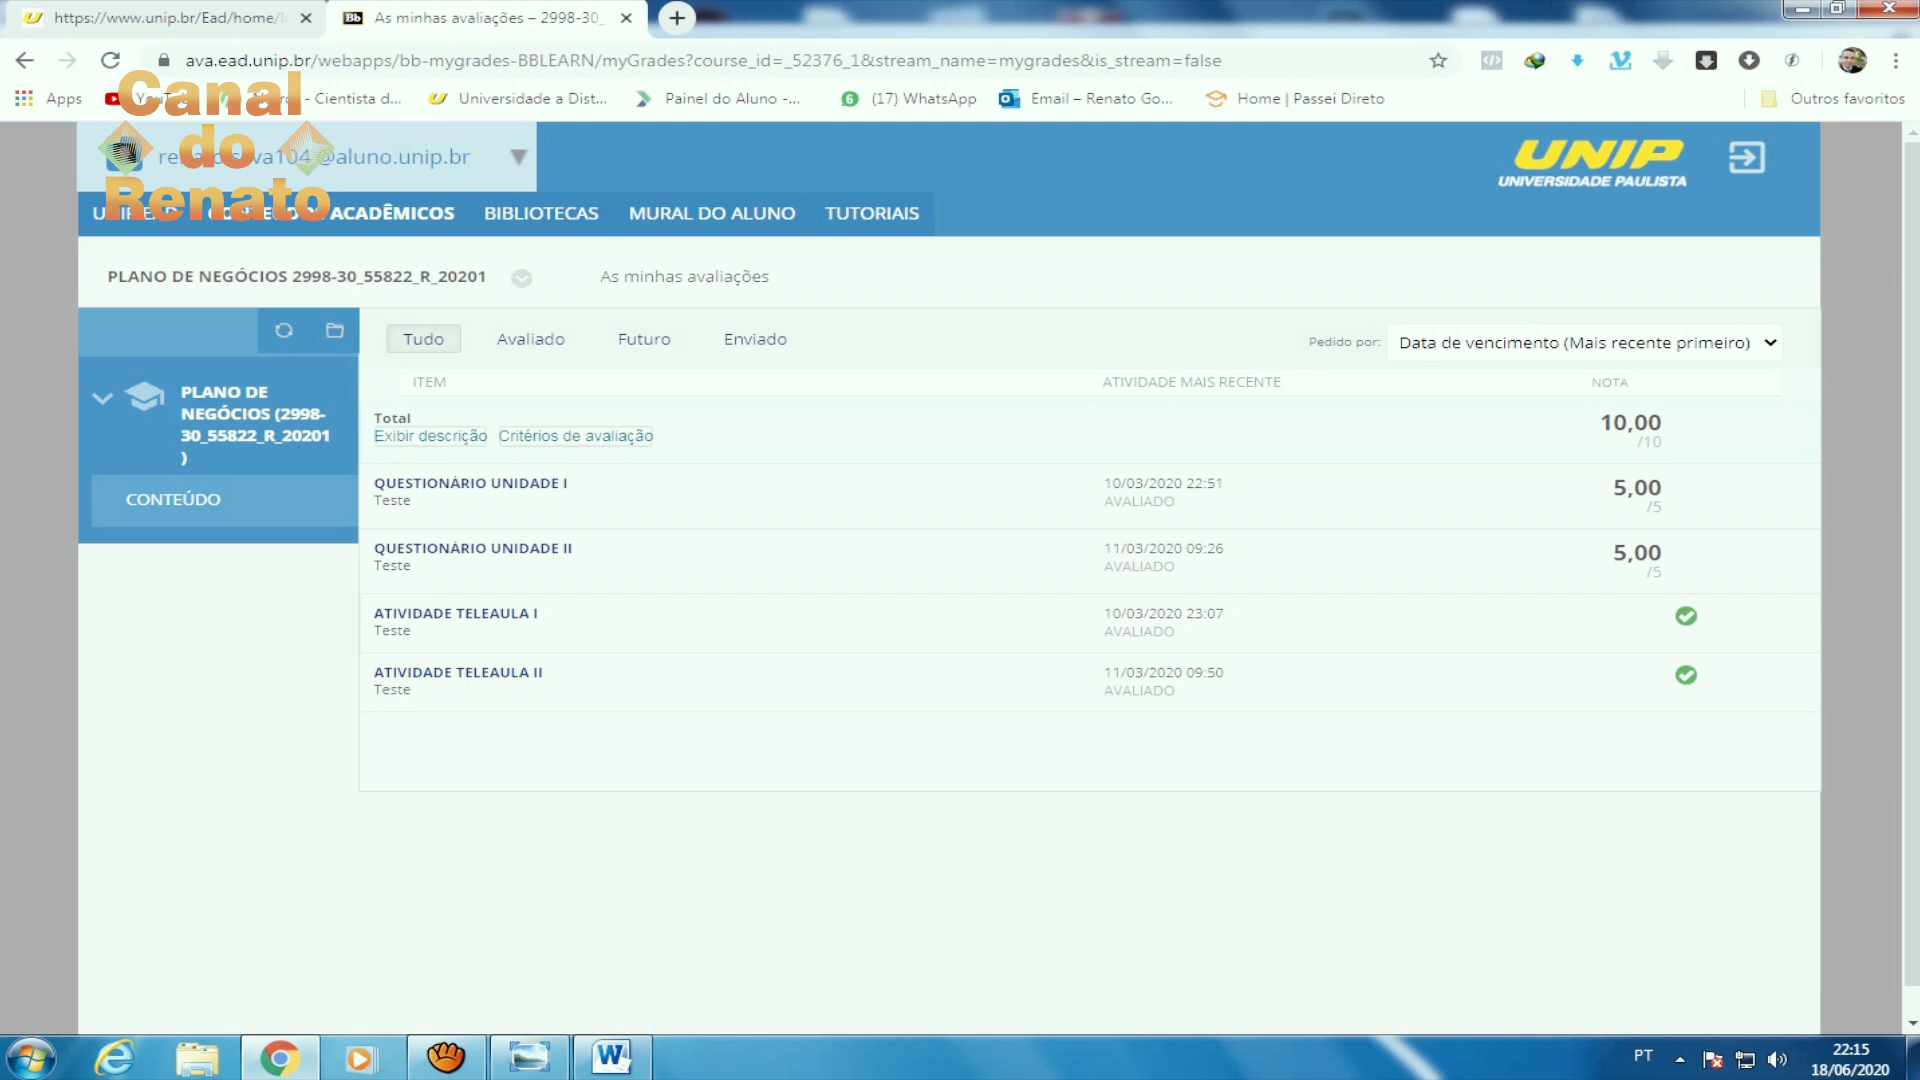 https://www.unip.br/Ead/home/
As minhas avaliações – 2998-30_
ava.ead.unip.br/webapps/bb-mygrades-BBLEARN/myGrades?course_id=_52376_1&stream_name=mygrades&is_stream=false
Apps
- Cientista d...
Universidade a Dist...
Painel do Aluno -...
(17) WhatsApp
Email – Renato Go...
Home | Passei Direto
Outros favoritos
Canal
do
Renato
@aluno.unip.br
UNIP
UNIVERSIDADE PAULISTA
ACADÊMICOS
BIBLIOTECAS
MURAL DO ALUNO
TUTORIAIS
PLANO DE NEGÓCIOS 2998-30_55822_R_20201
As minhas avaliações
PLANO DE
NEGÓCIOS (2998-
30_55822_R_20201
)
CONTEÚDO
Tudo
Avaliado
Futuro
Enviado
Pedido por:
Data de vencimento (Mais recente primeiro)
ITEM
ATIVIDADE MAIS RECENTE
NOTA
Total
Exibir descrição
Critérios de avaliação
10,00
/10
QUESTIONÁRIO UNIDADE I
Teste
10/03/2020 22:51
AVALIADO
5,00
/5
QUESTIONÁRIO UNIDADE II
Teste
11/03/2020 09:26
AVALIADO
5,00
/5
ATIVIDADE TELEAULA I
Teste
10/03/2020 23:07
AVALIADO
ATIVIDADE TELEAULA II
Teste
11/03/2020 09:50
AVALIADO
PT
22:15
18/06/2020